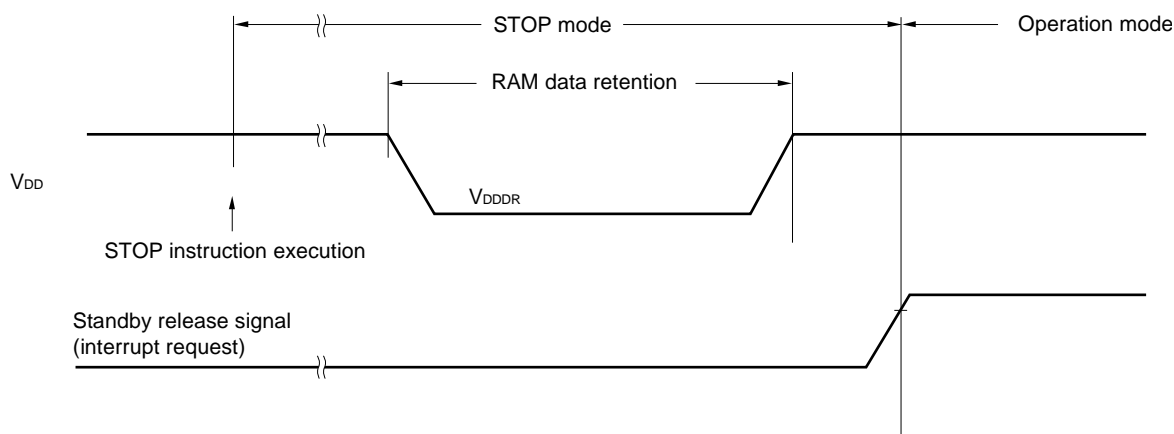 STOP mode
Operation mode
RAM data retention
VDD
VDDDR
STOP instruction execution
Standby release signal
(interrupt request)